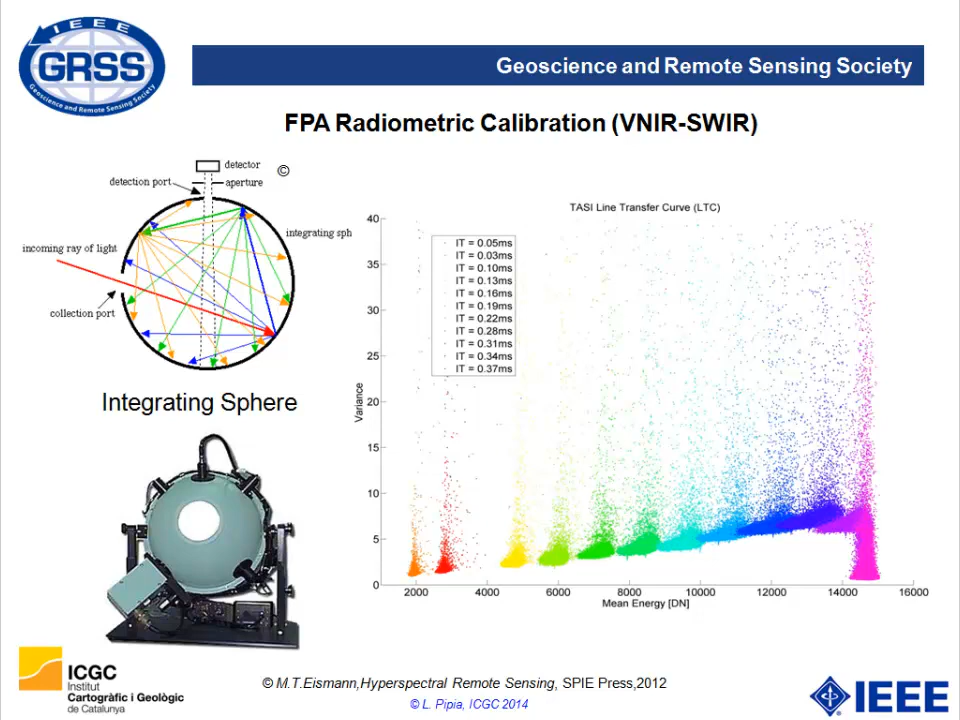 IEEE
GRSS
Geoscience and Remote Sensing Society
Geoscience and Remote Sensing Society
FPA Radiometric Calibration (VNIR-SWIR)
detector
©
detection port
aperture
integrating sph
incoming ray of light
collection port
Integrating Sphere
TASI Line Transfer Curve (LTC)
40
35
30
25
20
15
10
5
0
Variance
IT = 0.05ms
IT = 0.03ms
IT = 0.10ms
IT = 0.13ms
IT = 0.16ms
IT = 0.19ms
IT = 0.22ms
IT = 0.28ms
IT = 0.31ms
IT = 0.34ms
IT = 0.37ms
2000 4000 6000 8000 10000 12000 14000 16000
Mean Energy [DN]
ICGC
Institut
Cartogràfic i Geològic
de Catalunya
© M.T.Eismann,Hyperspectral Remote Sensing, SPIE Press,2012
© L. Pipia, ICGC 2014
IEEE